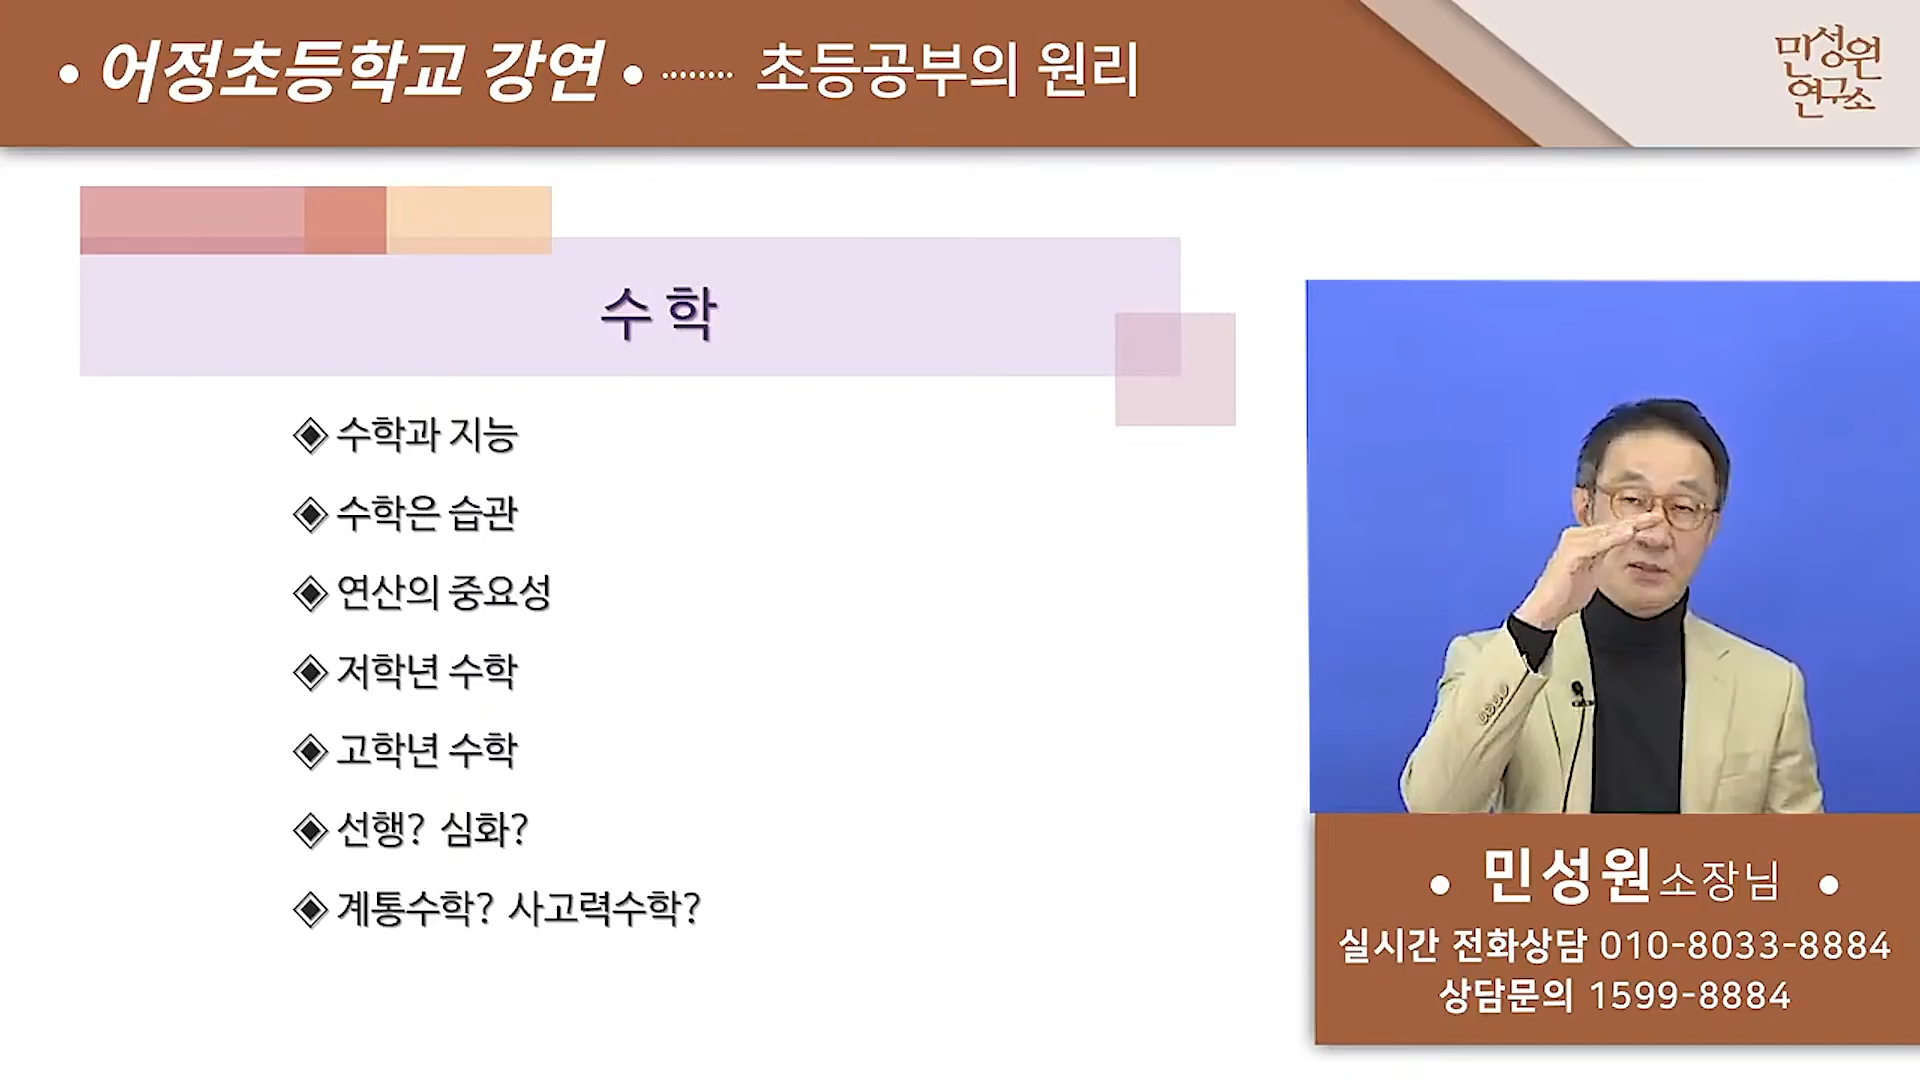 • 어정초등학교 강연 • ········ 초등공부의 원리
민성원
연구소
수 학
◈ 수학과 지능
◈ 수학은 습관
◈ 연산의 중요성
◈ 저학년 수학
◈ 고학년 수학
◈ 선행? 심화?
◈ 계통수학? 사고력수학?
• 민성원 소장님 •
실시간 전화상담 010-8033-8884
상담문의 1599-8884